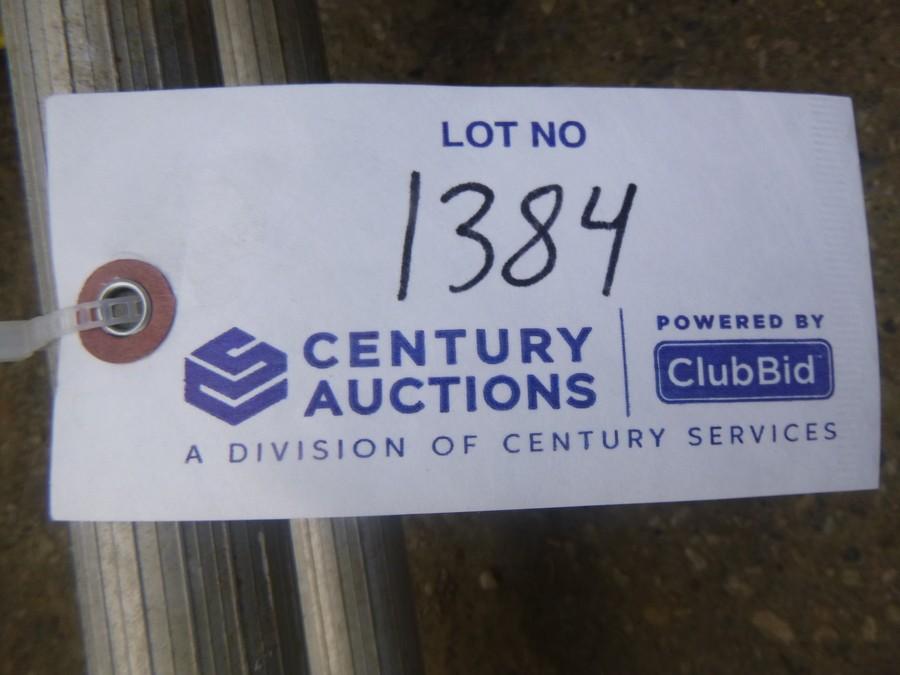 LOT NO
1384
CENTURY
AUCTIONS
POWERED BY
ClubBid
A DIVISION OF CENTURY SERVICES